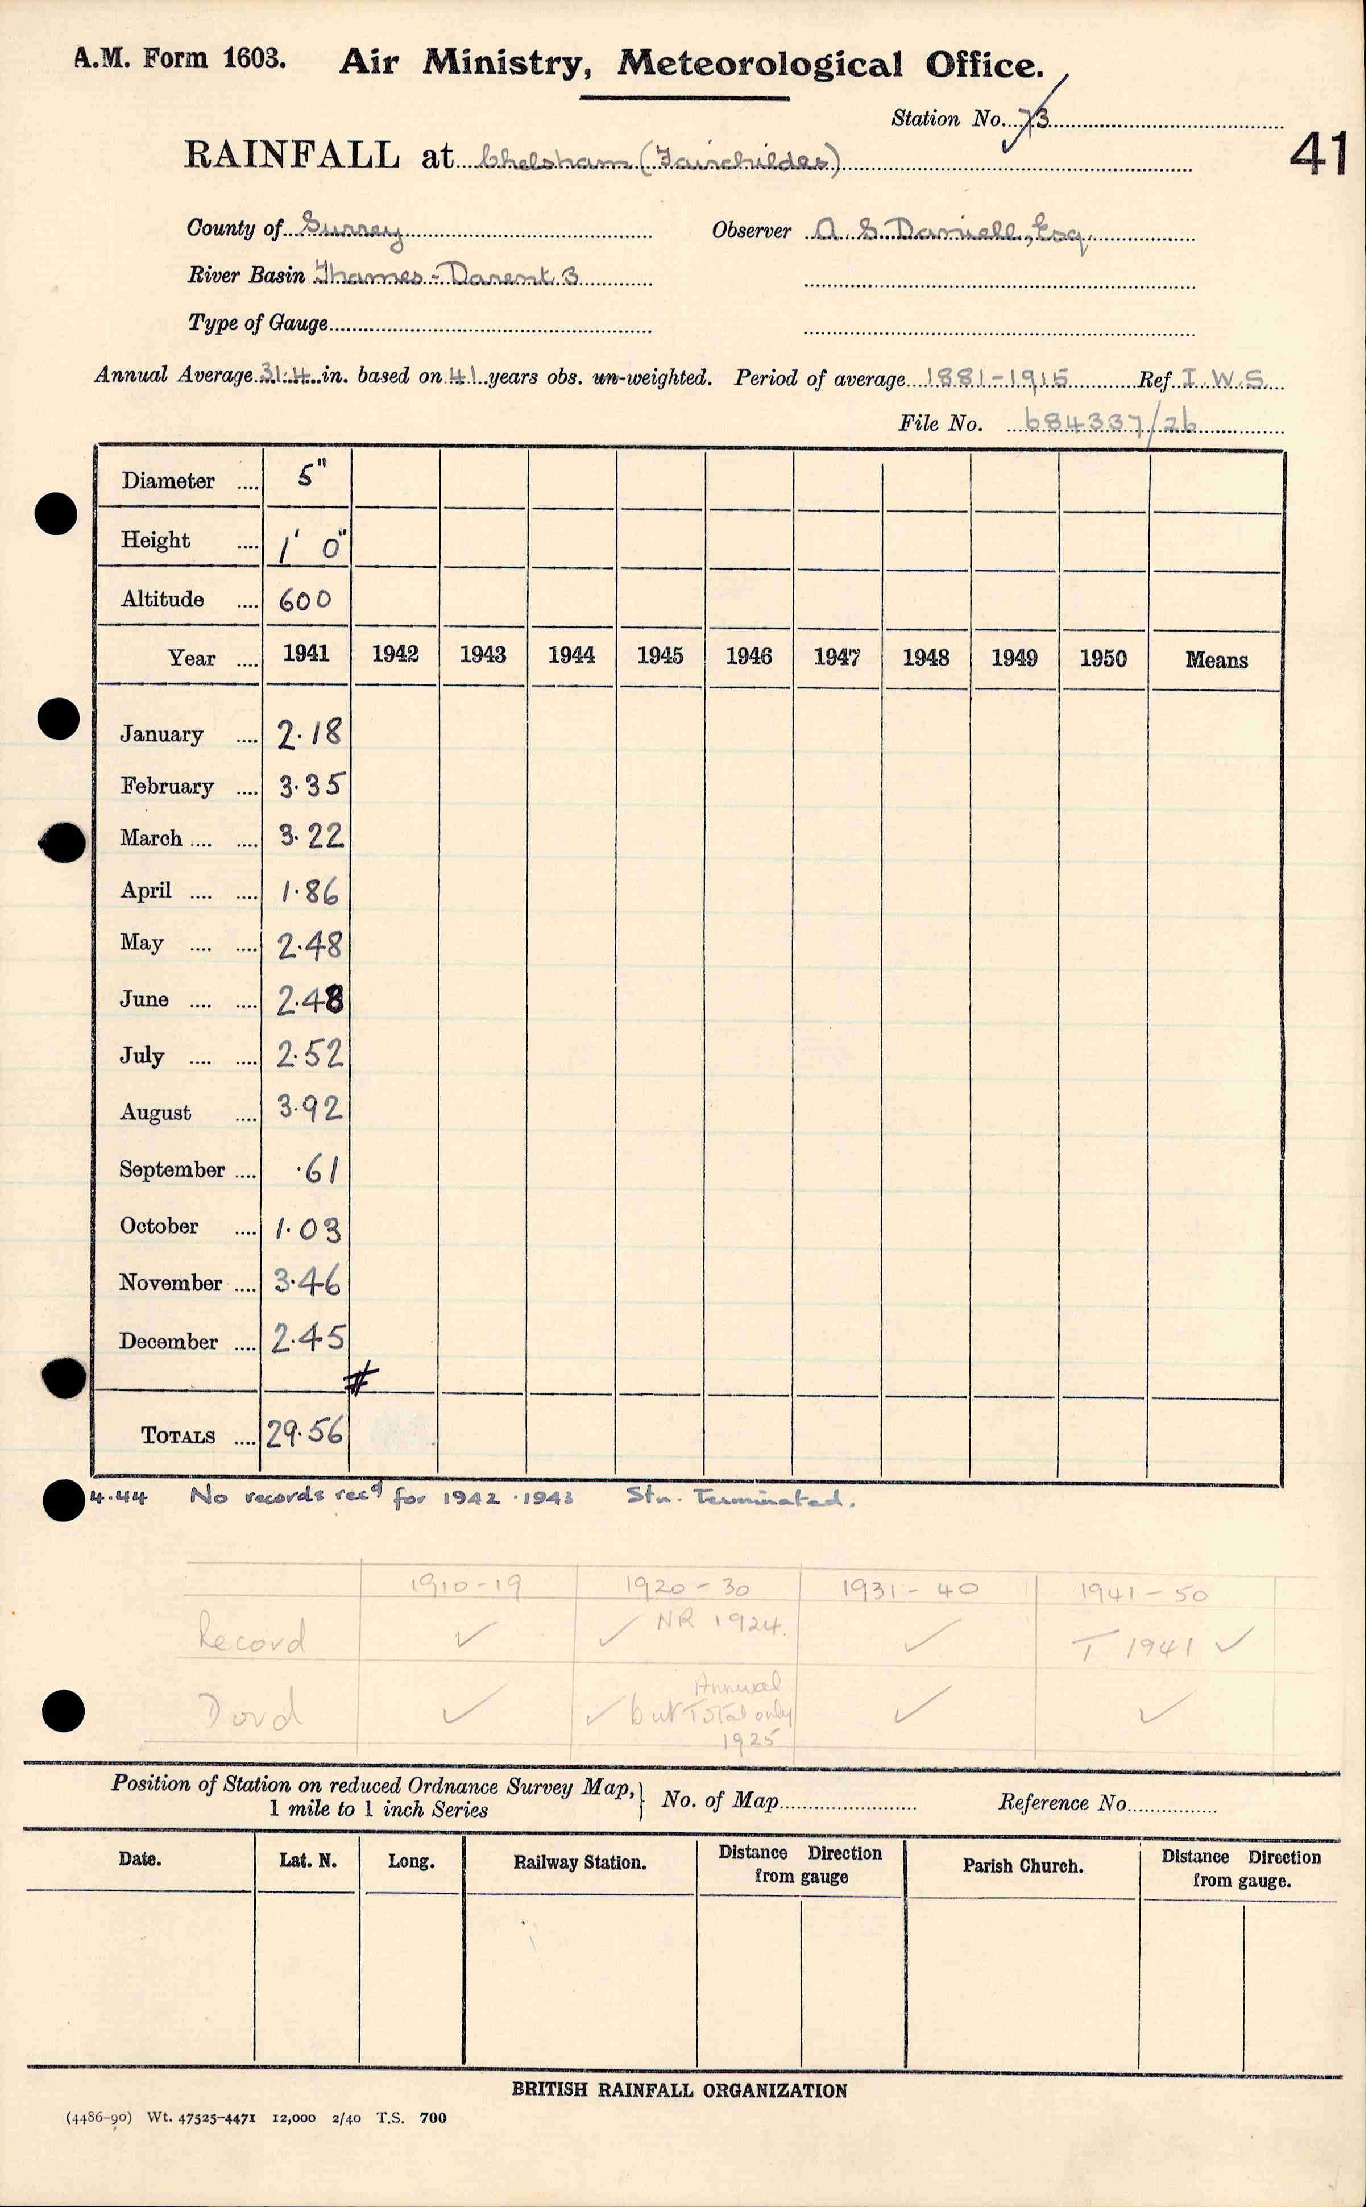 A.M. Form 1603. Air Ministry, Meteorological Office.
Station No. 73
41
RAINFALL at Chelsham (Fairchildes)
County of Surrey Observer A. S. Daniell, Esq.
River Basin Thames - Darent 3
Type of Gauge
Annual Average 31.4 in. based on 41 years obs. un-weighted. Period of average 1881-1915 Ref. I.W.S.
File No. 684337/26
Diameter .... 5"
Height .... 1' 0"
Altitude .... 600
Year .... 1941 1942 1943 1944 1945 1946 1947 1948 1949 1950 Means
January .... 2.18
February .... 3.35
March .... .... 3.22
April .... .... 1.86
May .... .... 2.48
June .... .... 2.48
July .... .... 2.52
August .... 3.92
September .... .61
October .... 1.03
November .... 3.46
December .... 2.45
#
TOTALS .... 29.56
4.44 No records recd for 1942.1943 Stn. Terminated.
1910-19 1920-30 1931-40 1941-50
Record ✓ ✓ NR 1924. ✓ T 1941 ✓
Dord ✓ ✓ but Annual Total only 1925 ✓ ✓
Position of Station on reduced Ordnance Survey Map, } No. of Map Reference No.
1 mile to 1 inch Series
Date. Lat. N. Long. Railway Station. Distance Direction from gauge Parish Church. Distance Direction from gauge.
BRITISH RAINFALL ORGANIZATION
(4486-90) Wt. 47525-4471 12,000 2/40 T.S. 700